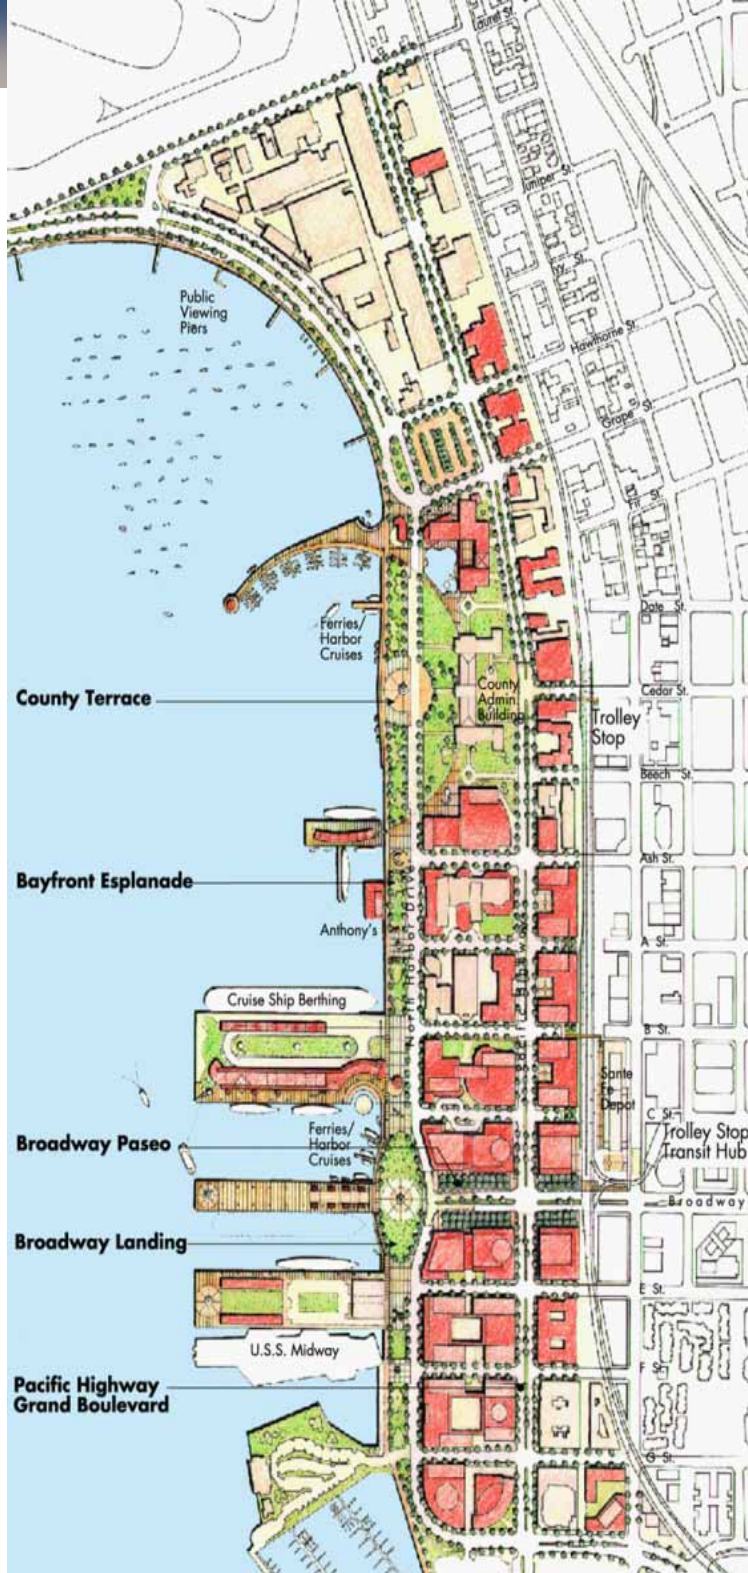 Laurel St.
Juniper St.
Ivy St.
Public
Viewing
Piers
Hawthorne St.
Grape St.
Fir St.
Date St.
Ferries/
Harbor
Cruises
County Terrace
County
Admin.
Building
Cedar St.
Trolley
Stop
Beech St.
Ash St.
Bayfront Esplanade
North Harbor Drive
Pacific Highway
Anthony's
A St.
Cruise Ship Berthing
B St.
Sante
Fe
Depot
C St.
Ferries/
Harbor
Cruises
Broadway Paseo
Trolley Stop
Transit Hub
Broadway
Broadway Landing
E St.
U.S.S. Midway
F St.
Pacific Highway
Grand Boulevard
G St.